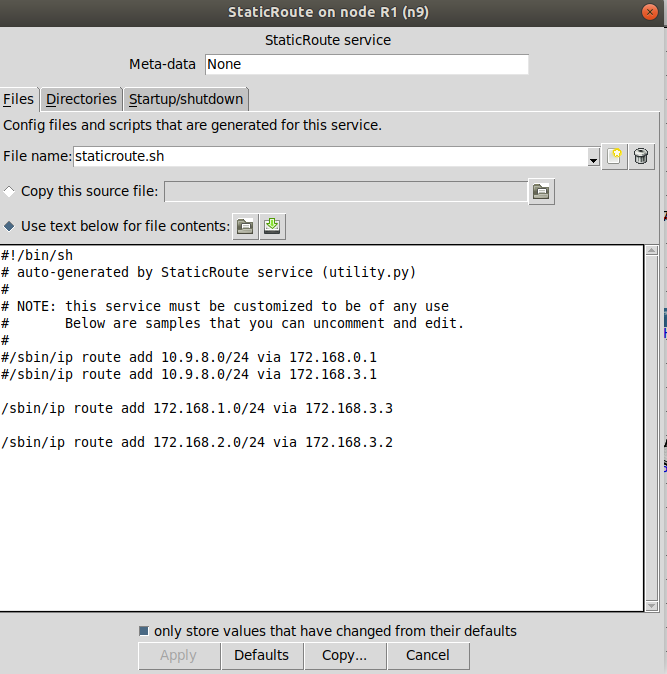 StaticRoute on node R1 (n9)
StaticRoute service
Meta-data None
Files Directories Startup/shutdown
Config files and scripts that are generated for this service.
File name: staticroute.sh
Copy this source file:
Use text below for file contents:
#!/bin/sh
# auto-generated by StaticRoute service (utility.py)
#
# NOTE: this service must be customized to be of any use
#       Below are samples that you can uncomment and edit.
#
#/sbin/ip route add 10.9.8.0/24 via 172.168.0.1
#/sbin/ip route add 10.9.8.0/24 via 172.168.3.1
/sbin/ip route add 172.168.1.0/24 via 172.168.3.3
/sbin/ip route add 172.168.2.0/24 via 172.168.3.2
only store values that have changed from their defaults
Apply Defaults Copy... Cancel